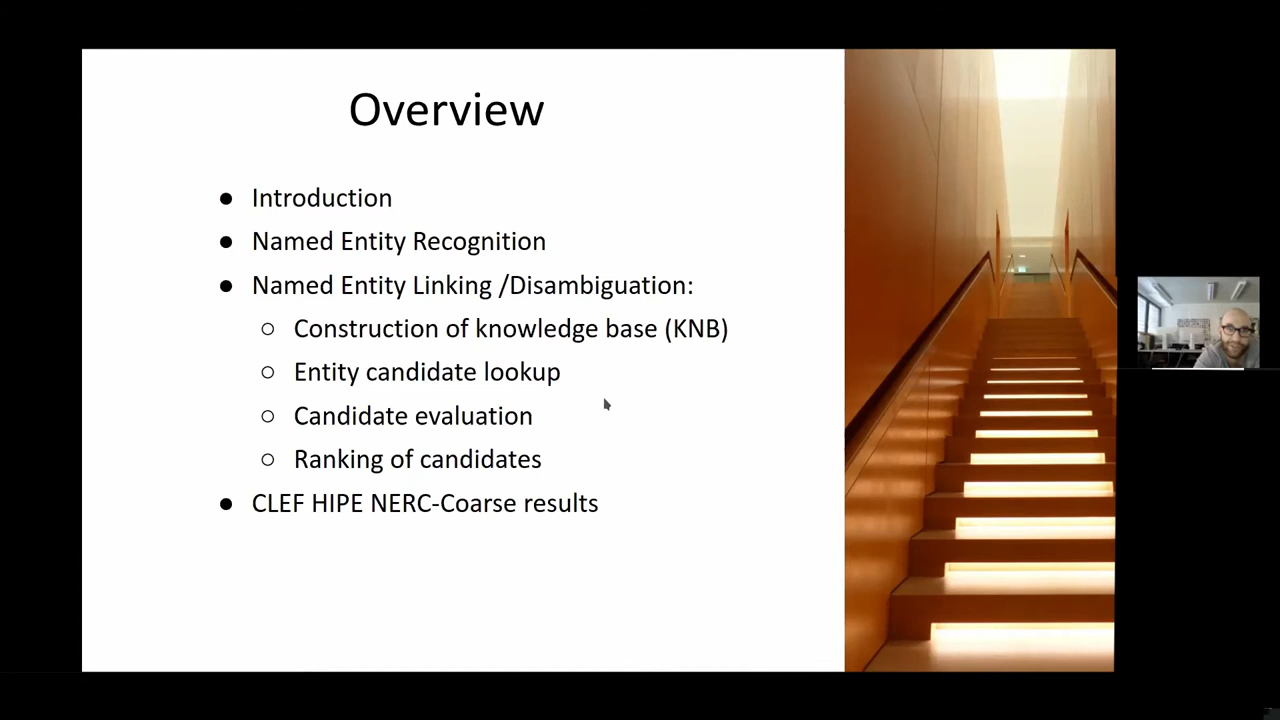 Overview
● Introduction
● Named Entity Recognition
● Named Entity Linking /Disambiguation:
○ Construction of knowledge base (KNB)
○ Entity candidate lookup
○ Candidate evaluation
○ Ranking of candidates
● CLEF HIPE NERC-Coarse results